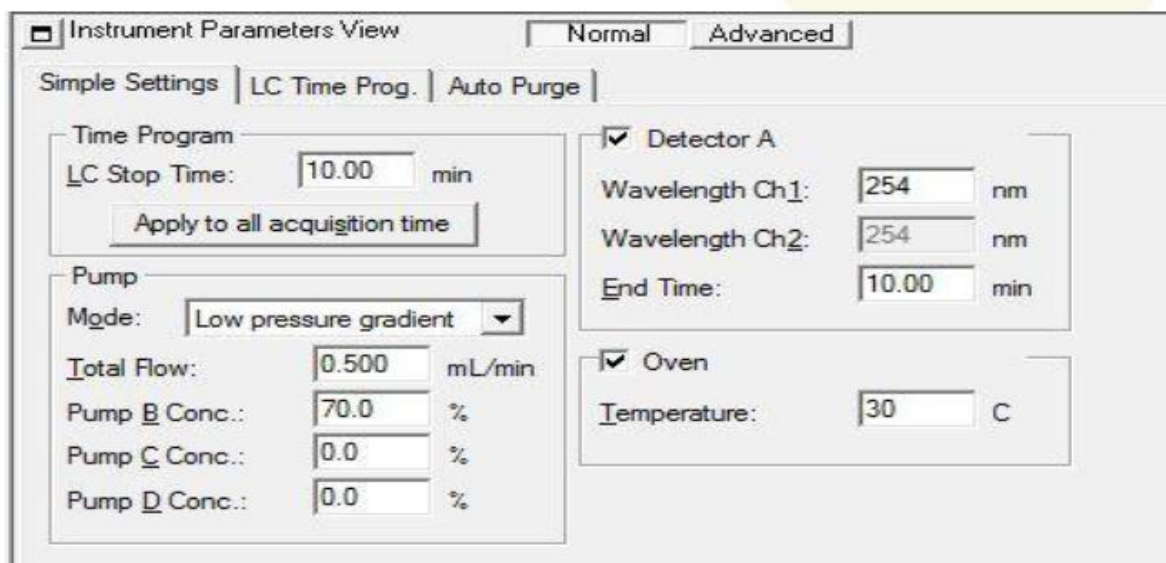 Instrument Parameters View Normal Advanced
Simple Settings LC Time Prog. Auto Purge
Time Program
LC Stop Time: 10.00 min
Apply to all acquisition time
Pump
Mode: Low pressure gradient
Total Flow: 0.500 mL/min
Pump B Conc.: 70.0 %
Pump C Conc.: 0.0 %
Pump D Conc.: 0.0 %
Detector A
Wavelength Ch1: 254 nm
Wavelength Ch2: 254 nm
End Time: 10.00 min
Oven
Temperature: 30 C